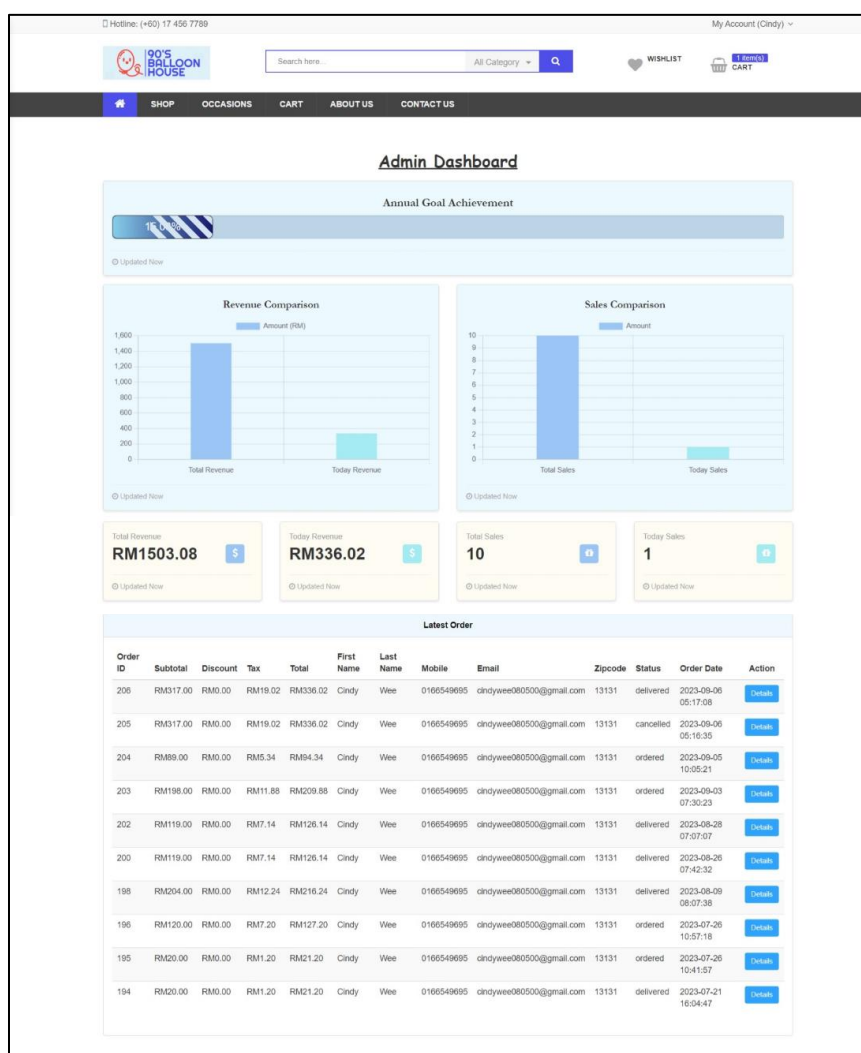 Hotline: (+60) 17 456 7789
My Account (Cindy)
90'S
BALLOON
HOUSE
Search here...
All Category
WISHLIST
1 item(s)
CART
SHOP OCCASIONS CART ABOUT US CONTACT US
Admin Dashboard
Annual Goal Achievement
Updated Now
Revenue Comparison
Amount (RM)
1,600
1,400
1,200
1,000
800
600
400
200
0
Total Revenue Today Revenue
Updated Now
Sales Comparison
Amount
10
9
8
7
6
5
4
3
2
1
0
Total Sales Today Sales
Updated Now
Total Revenue
RM1503.08
$
Updated Now
Today Revenue
RM336.02
$
Updated Now
Total Sales
10
Updated Now
Today Sales
1
Updated Now
Latest Order
Order ID Subtotal Discount Tax Total First Name Last Name Mobile Email Zipcode Status Order Date Action
206 RM317.00 RM0.00 RM19.02 RM336.02 Cindy Wee 0166549695 cindywee080500@gmail.com 13131 delivered 2023-09-06 05:17:08 Details
205 RM317.00 RM0.00 RM19.02 RM336.02 Cindy Wee 0166549695 cindywee080500@gmail.com 13131 cancelled 2023-09-06 05:16:35 Details
204 RM89.00 RM0.00 RM5.34 RM94.34 Cindy Wee 0166549695 cindywee080500@gmail.com 13131 ordered 2023-09-05 10:05:21 Details
203 RM198.00 RM0.00 RM11.88 RM209.88 Cindy Wee 0166549695 cindywee080500@gmail.com 13131 ordered 2023-09-03 07:30:23 Details
202 RM119.00 RM0.00 RM7.14 RM126.14 Cindy Wee 0166549695 cindywee080500@gmail.com 13131 delivered 2023-08-28 07:07:07 Details
200 RM119.00 RM0.00 RM7.14 RM126.14 Cindy Wee 0166549695 cindywee080500@gmail.com 13131 delivered 2023-08-26 07:42:32 Details
198 RM204.00 RM0.00 RM12.24 RM216.24 Cindy Wee 0166549695 cindywee080500@gmail.com 13131 delivered 2023-08-09 08:07:38 Details
196 RM120.00 RM0.00 RM7.20 RM127.20 Cindy Wee 0166549695 cindywee080500@gmail.com 13131 ordered 2023-07-26 10:57:18 Details
195 RM20.00 RM0.00 RM1.20 RM21.20 Cindy Wee 0166549695 cindywee080500@gmail.com 13131 ordered 2023-07-26 10:41:57 Details
194 RM20.00 RM0.00 RM1.20 RM21.20 Cindy Wee 0166549695 cindywee080500@gmail.com 13131 delivered 2023-07-21 16:04:47 Details